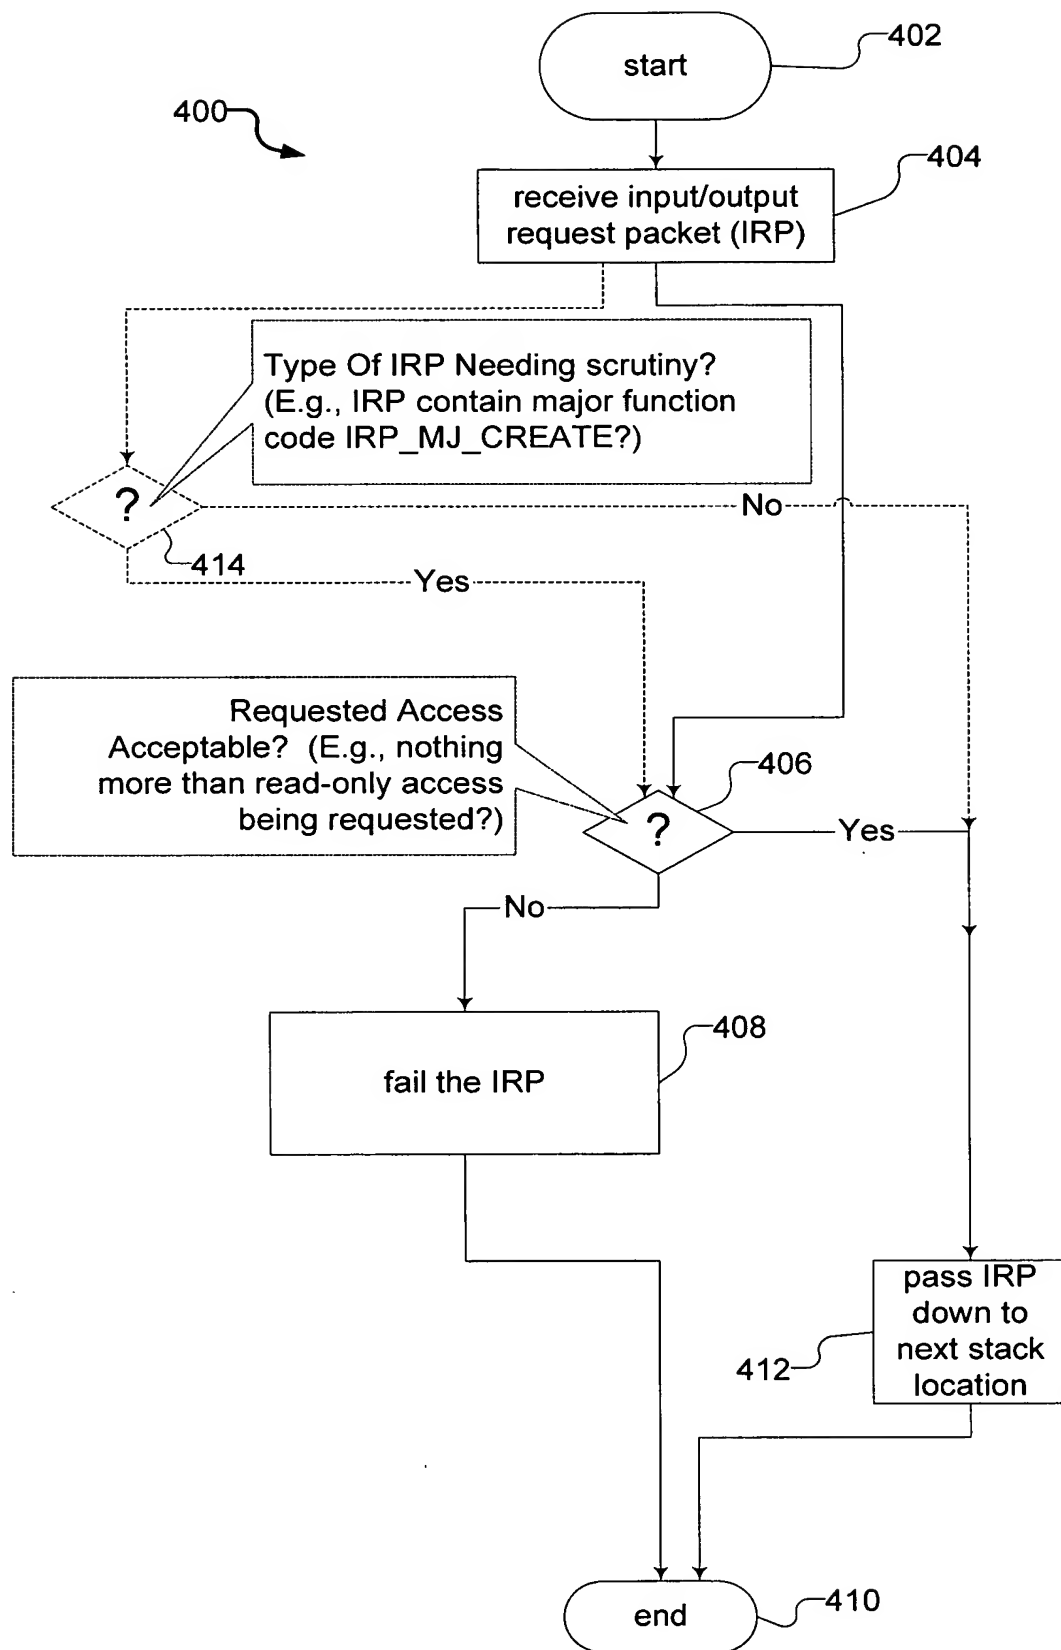 402
start
400
404
receive input/output
request packet (IRP)
Type Of IRP Needing scrutiny?
(E.g., IRP contain major function
code IRP_MJ_CREATE?)
?
No
414
Yes
Requested Access
Acceptable?  (E.g., nothing
more than read-only access
being requested?)
406
?
Yes
No
408
fail the IRP
pass IRP
down to
next stack
location
412
410
end